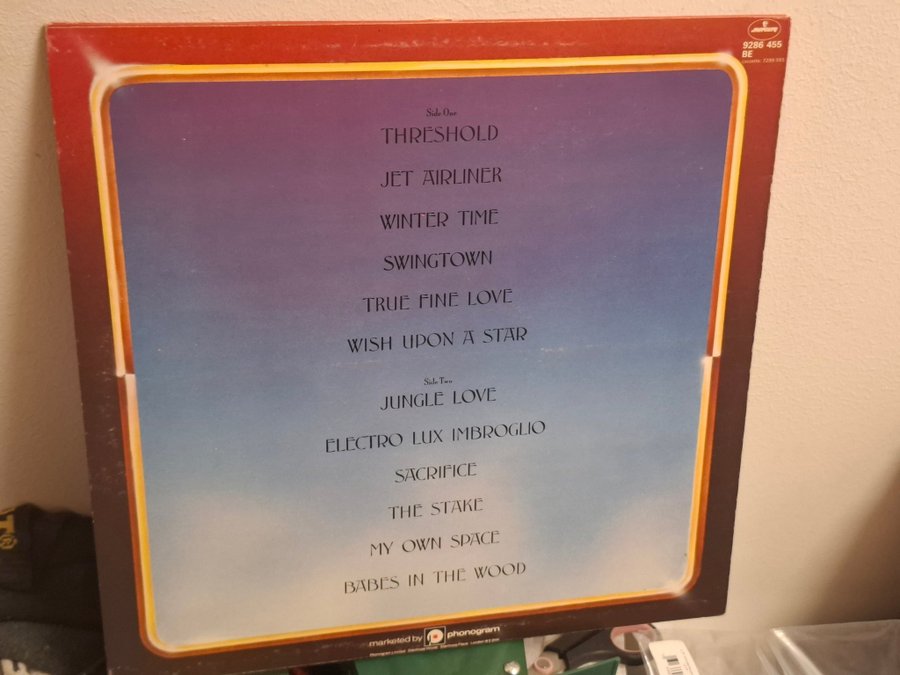 mercury
9286 455
BE
Side One
THRESHOLD
JET AIRLINER
WINTER TIME
SWINGTOWN
TRUE FINE LOVE
WISH UPON A STAR
Side Two
JUNGLE LOVE
ELECTRO LUX IMBROGLIO
SACRIFICE
THE STAKE
MY OWN SPACE
BABES IN THE WOOD
marketed by phonogram